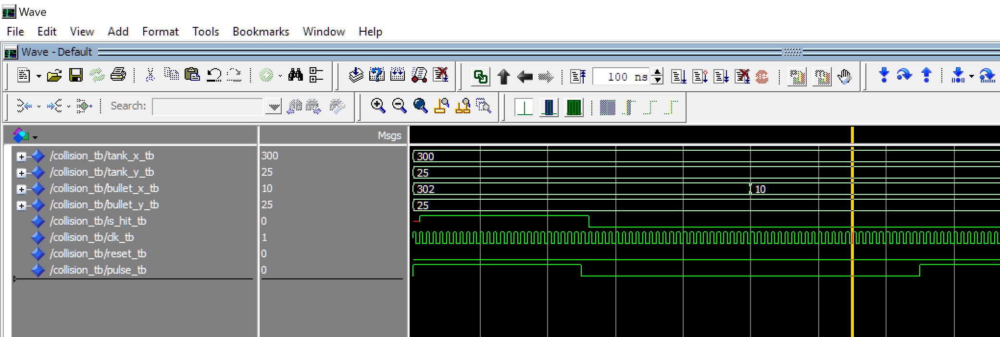 Wave
File Edit View Add Format Tools Bookmarks Window Help
Wave - Default
100 ns
Search:
Msgs
/collision_tb/tank_x_tb 300 300
/collision_tb/tank_y_tb 25 25
/collision_tb/bullet_x_tb 10 302 10
/collision_tb/bullet_y_tb 25 25
/collision_tb/is_hit_tb 0
/collision_tb/clk_tb 1
/collision_tb/reset_tb 0
/collision_tb/pulse_tb 0